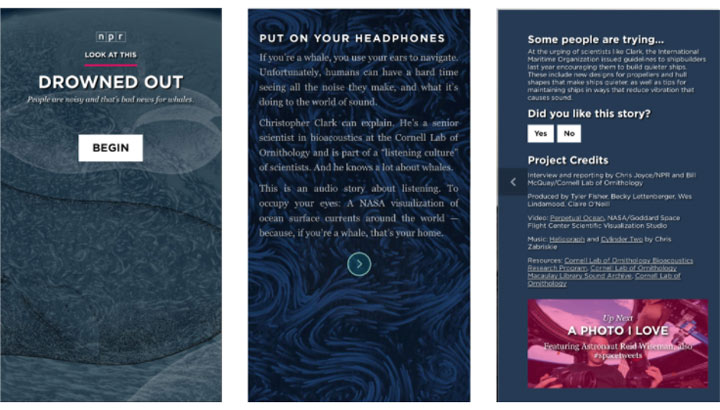 npr
LOOK AT THIS
DROWNED OUT
People are noisy and that's bad news for whales.
BEGIN
PUT ON YOUR HEADPHONES
If you're a whale, you use your ears to navigate.
Unfortunately, humans can have a hard time
seeing all the noise they make, and what it's
doing to the world of sound.
Christopher Clark can explain. He's a senior
scientist in bioacoustics at the Cornell Lab of
Ornithology and is part of a "listening culture"
of scientists. And he knows a lot about whales.
This is an audio story about listening. To
occupy your eyes: A NASA visualization of
ocean surface currents around the world —
because, if you're a whale, that's your home.
Some people are trying...
At the urging of scientists like Clark, the International
Maritime Organization issued guidelines to shipbuilders
last year encouraging them to build quieter ships.
These include new designs for propellers and hull
shapes that make ships quieter, as well as tips for
maintaining ships in ways that reduce vibration that
causes sound.
Did you like this story?
Yes No
Project Credits
Interview and reporting by Chris Joyce/NPR and Bill
McQuay/Cornell Lab of Ornithology
Produced by Tyler Fisher, Becky Lettenberger, Wes
Lindamood, Claire O'Neill
Video: Perpetual Ocean, NASA/Goddard Space
Flight Center Scientific Visualization Studio
Music: Heliograph and Cylinder Two by Chris
Zabriskie
Resources: Cornell Lab of Ornithology Bioacoustics
Research Program, Cornell Lab of Ornithology
Macaulay Library Sound Archive, Cornell Lab of
Ornithology
Up Next
A PHOTO I LOVE
Featuring Astronaut Reid Wiseman, also
#spacetweets